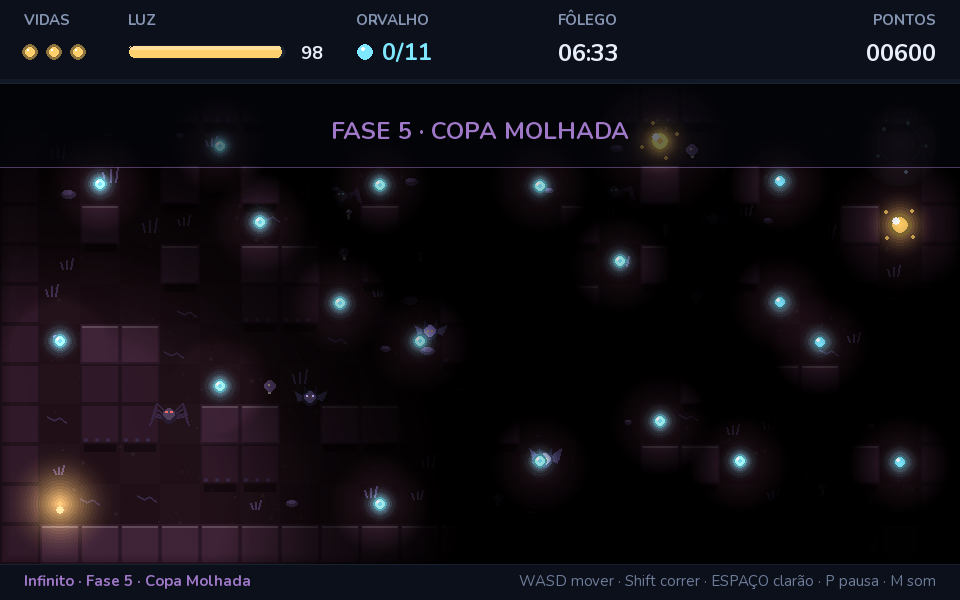 VIDAS LUZ ORVALHO FÔLEGO PONTOS
98 0/11 06:33 00600
FASE 5 · COPA MOLHADA
Infinito · Fase 5 · Copa Molhada WASD mover · Shift correr · ESPAÇO clarão · P pausa · M som